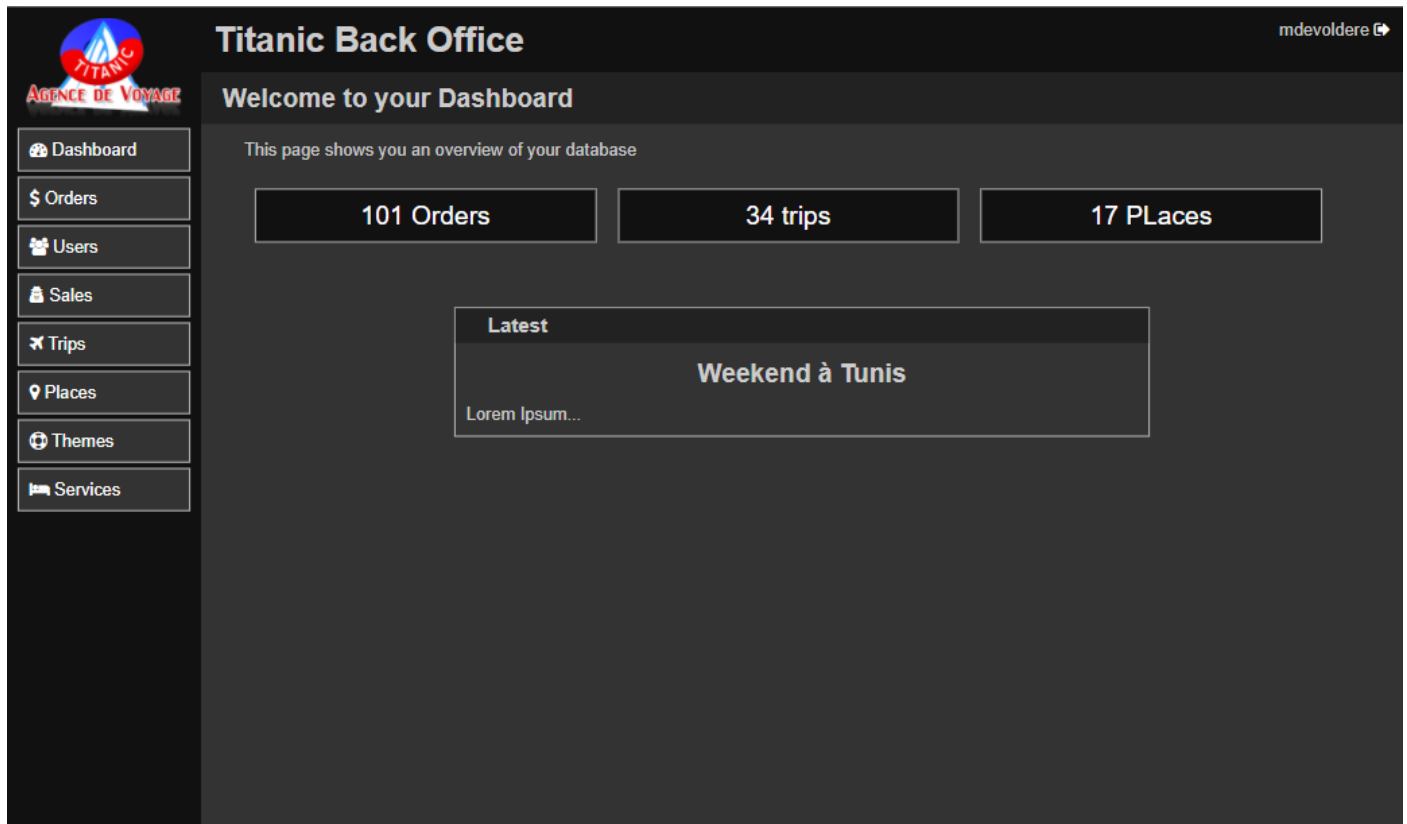 TITANIC
AGENCE DE VOYAGE
Titanic Back Office
mdevoldere
Welcome to your Dashboard
Dashboard
Orders
Users
Sales
Trips
Places
Themes
Services
This page shows you an overview of your database
101 Orders
34 trips
17 PLaces
Latest
Weekend à Tunis
Lorem Ipsum...